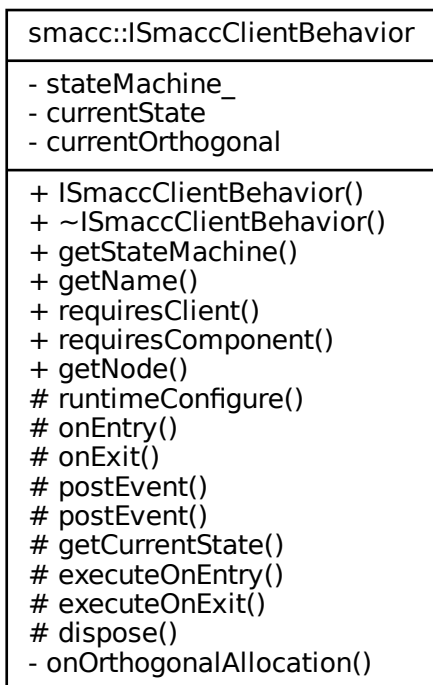 smacc::ISmaccClientBehavior
- stateMachine_
- currentState
- currentOrthogonal
+ ISmaccClientBehavior()
+ ~ISmaccClientBehavior()
+ getStateMachine()
+ getName()
+ requiresClient()
+ requiresComponent()
+ getNode()
# runtimeConfigure()
# onEntry()
# onExit()
# postEvent()
# postEvent()
# getCurrentState()
# executeOnEntry()
# executeOnExit()
# dispose()
- onOrthogonalAllocation()